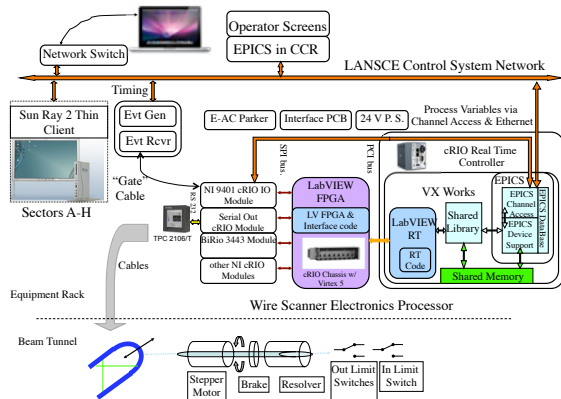 Operator Screens
EPICS in CCR
Network Switch
LANSCE Control System Network
Timing
Sun Ray 2 Thin
Client
Sectors A-H
Evt Gen
Evt Rcvr
"Gate"
Cable
E-AC Parker
Interface PCB
24 V P. S.
Process Variables via
Channel Access & Ethernet
SPI bus.
PCI bus
cRIO Real Time
Controller
NI 9401 cRIO IO
Module
Serial Out
cRIO Module
BiRio 3443 Module
other NI cRIO
Modules
RS 232
TPC 2106/T
LabVIEW
FPGA
LV FPGA &
Interface code
cRIO Chassis w/
Virtex 5
VX Works
LabVIEW
RT
RT
Code
Shared
Library
EPICS
EPICS
Channel
Access
EPICS
Device
Support
EPICS DataBase
Shared Memory
Cables
Equipment Rack
Wire Scanner Electronics Processor
Beam Tunnel
Stepper
Motor
Brake
Resolver
Out Limit
Switches
In Limit
Switch